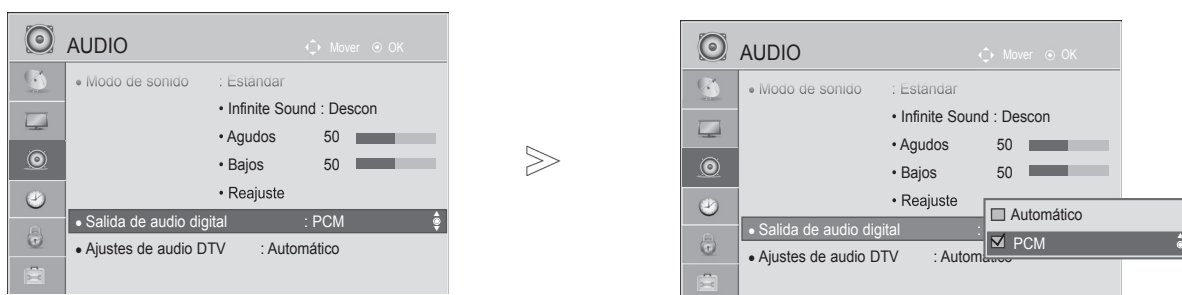 AUDIO
Mover OK
• Modo de sonido : Estándar
• Infinite Sound : Descon
• Agudos 50
• Bajos 50
• Reajuste
• Salida de audio digital : PCM
• Ajustes de audio DTV : Automático
AUDIO
Mover OK
• Modo de sonido : Estándar
• Infinite Sound : Descon
• Agudos 50
• Bajos 50
• Reajuste
• Salida de audio digital :
• Ajustes de audio DTV : Automático
Automático
PCM